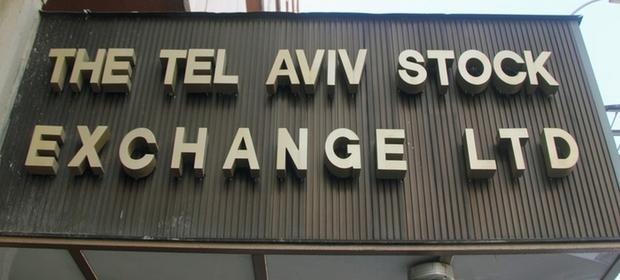 THE TEL AVIV STOCK
EXCHANGE LTD